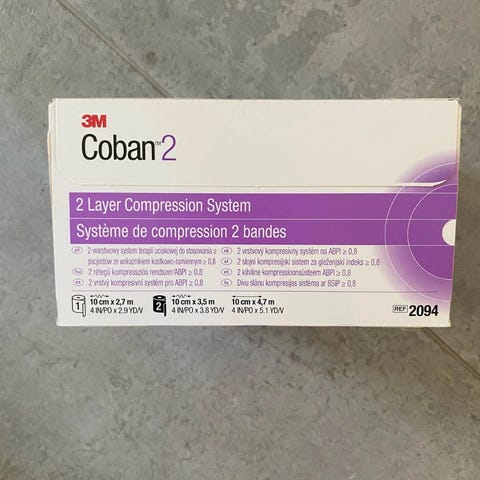 3M
Coban™2
2 Layer Compression System
Système de compression 2 bandes
pl 2-warstwowy system terapii uciskowej do stosowania u
pacjentów ze wskaźnikiem kostkowo-ramiennym ≥ 0,8
hu 2 rétegű kompressziós rendszer/ABPI ≥ 0,8
cs 2 vrstvý kompresivní systém pro ABPI ≥ 0,8
sk 2 vrstvový kompresívny systém na ABPI ≥ 0,8
sl 2 slojni kompresijski sistem za gleženjski indeks ≥ 0,8
et 2 kihiline kompressioonsüsteem ABPI ≥ 0,8
lv Divu slāņu kompresijas sistēma ar BSIP ≥ 0,8
1 10 cm x 2,7 m 2 10 cm x 3,5 m 10 cm x 4,7 m
4 IN/PO x 2.9 YD/V 4 IN/PO x 3.8 YD/V 4 IN/PO x 5.1 YD/V
REF 2094